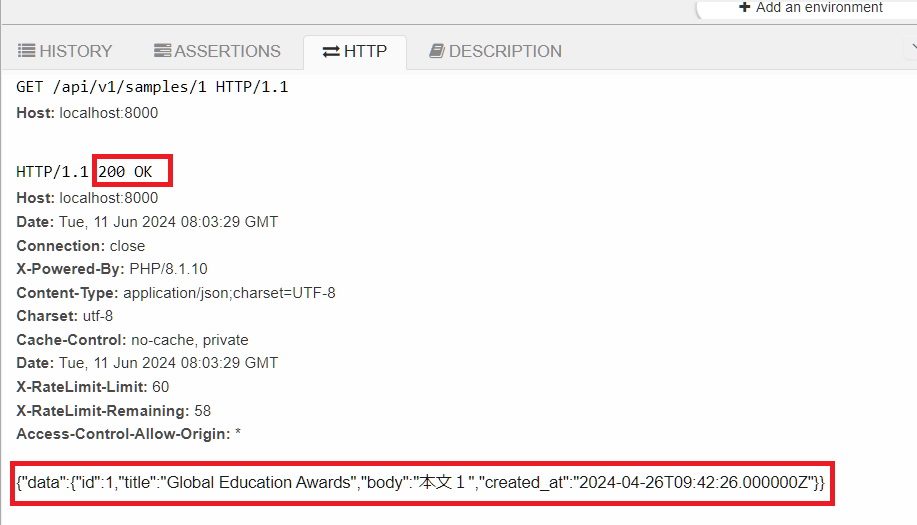 Add an environment
HISTORY ASSERTIONS HTTP DESCRIPTION
GET /api/v1/samples/1 HTTP/1.1
Host: localhost:8000
HTTP/1.1 200 OK
Host: localhost:8000
Date: Tue, 11 Jun 2024 08:03:29 GMT
Connection: close
X-Powered-By: PHP/8.1.10
Content-Type: application/json;charset=UTF-8
Charset: utf-8
Cache-Control: no-cache, private
Date: Tue, 11 Jun 2024 08:03:29 GMT
X-RateLimit-Limit: 60
X-RateLimit-Remaining: 58
Access-Control-Allow-Origin: *
{"data":{"id":1,"title":"Global Education Awards","body":"本文１","created_at":"2024-04-26T09:42:26.000000Z"}}